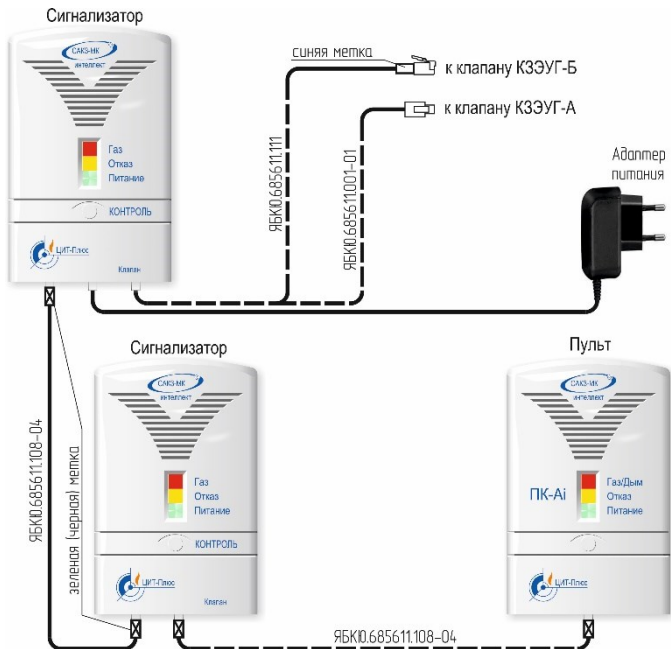 Сигнализатор
САКЗ-МК
интеллект
Газ
Отказ
Питание
КОНТРОЛЬ
ЦИТ-Плюс
Клапан
синяя метка
к клапану КЗЭУГ-Б
к клапану КЗЭУГ-А
ЯБКЮ.685611.111
ЯБКЮ.685611.001-01
Адаптер
питания
Сигнализатор
САКЗ-МК
интеллект
Газ
Отказ
Питание
КОНТРОЛЬ
ЦИТ-Плюс
Клапан
ЯБКЮ.685611.108-04
зеленая (черная) метка
Пульт
САКЗ-МК
интеллект
ПК-Ai
Газ/Дым
Отказ
Питание
КОНТРОЛЬ
ЦИТ-Плюс
ЯБКЮ.685611.108-04